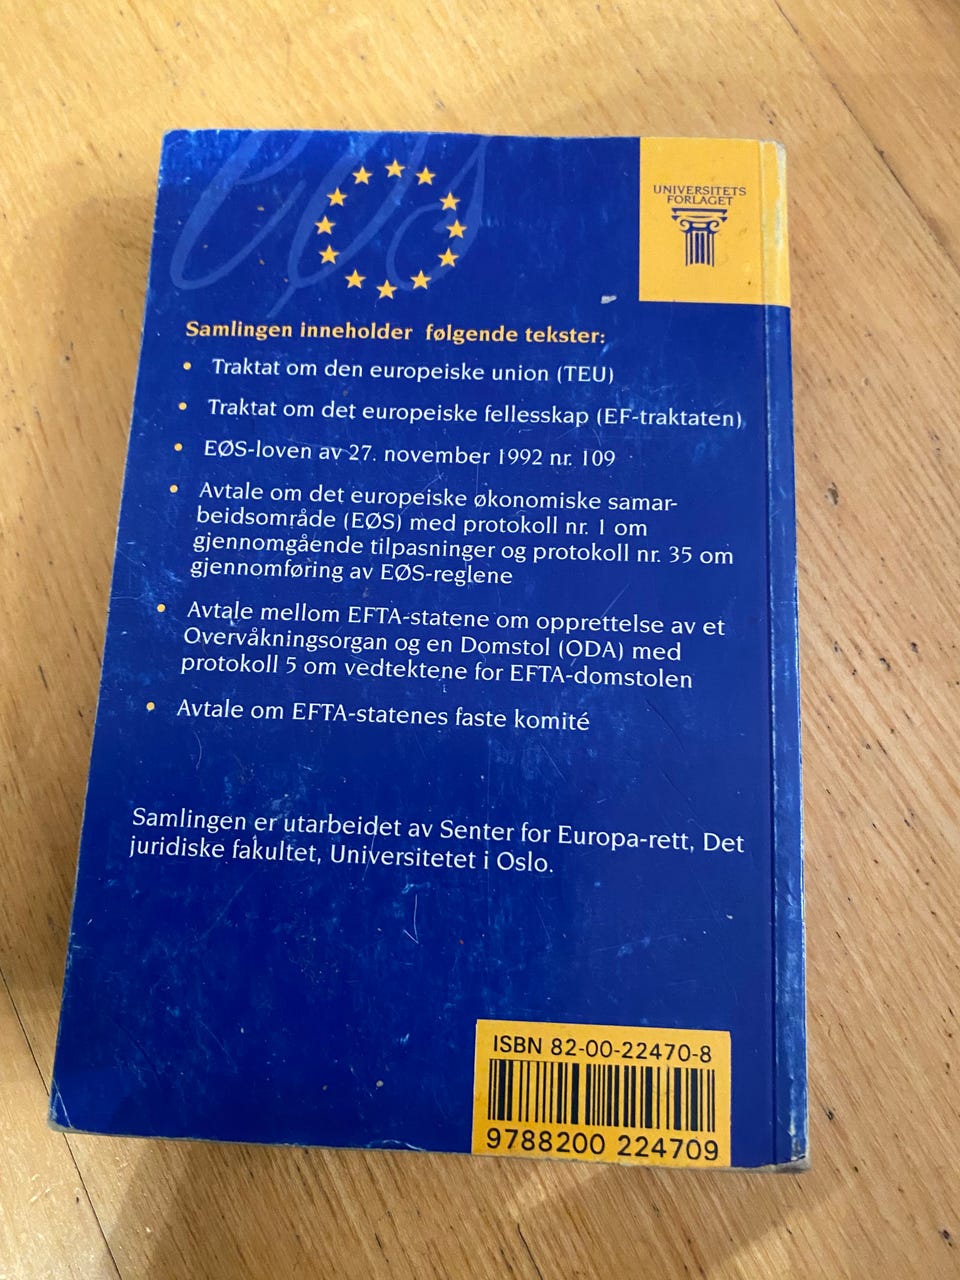 eøs
UNIVERSITETS
FORLAGET
Samlingen inneholder følgende tekster:
• Traktat om den europeiske union (TEU)
• Traktat om det europeiske fellesskap (EF-traktaten)
• EØS-loven av 27. november 1992 nr. 109
• Avtale om det europeiske økonomiske samar-
beidsområde (EØS) med protokoll nr. 1 om
gjennomgående tilpasninger og protokoll nr. 35 om
gjennomføring av EØS-reglene
• Avtale mellom EFTA-statene om opprettelse av et
Overvåkningsorgan og en Domstol (ODA) med
protokoll 5 om vedtektene for EFTA-domstolen
• Avtale om EFTA-statenes faste komité
Samlingen er utarbeidet av Senter for Europa-rett, Det
juridiske fakultet, Universitetet i Oslo.
ISBN 82-00-22470-8
9788200 224709